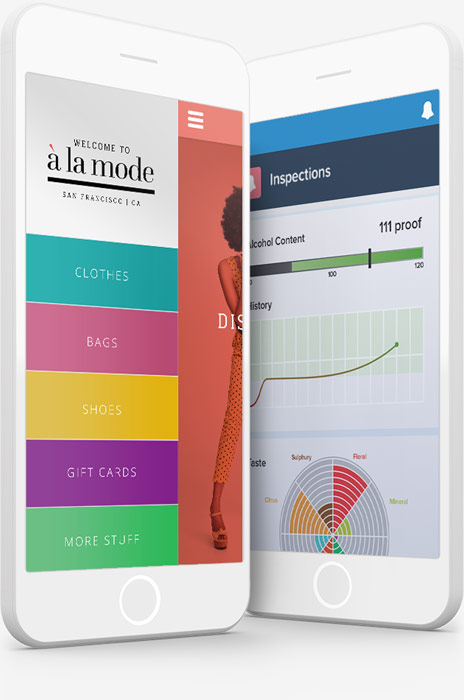 WELCOME TO
à la mode
SAN FRANCISCO | CA
CLOTHES
BAGS
SHOES
GIFT CARDS
MORE STUFF
DIS
Inspections
Alcohol Content
111 proof
100
120
History
Taste
Sulphury
Floral
Citrus
Mineral